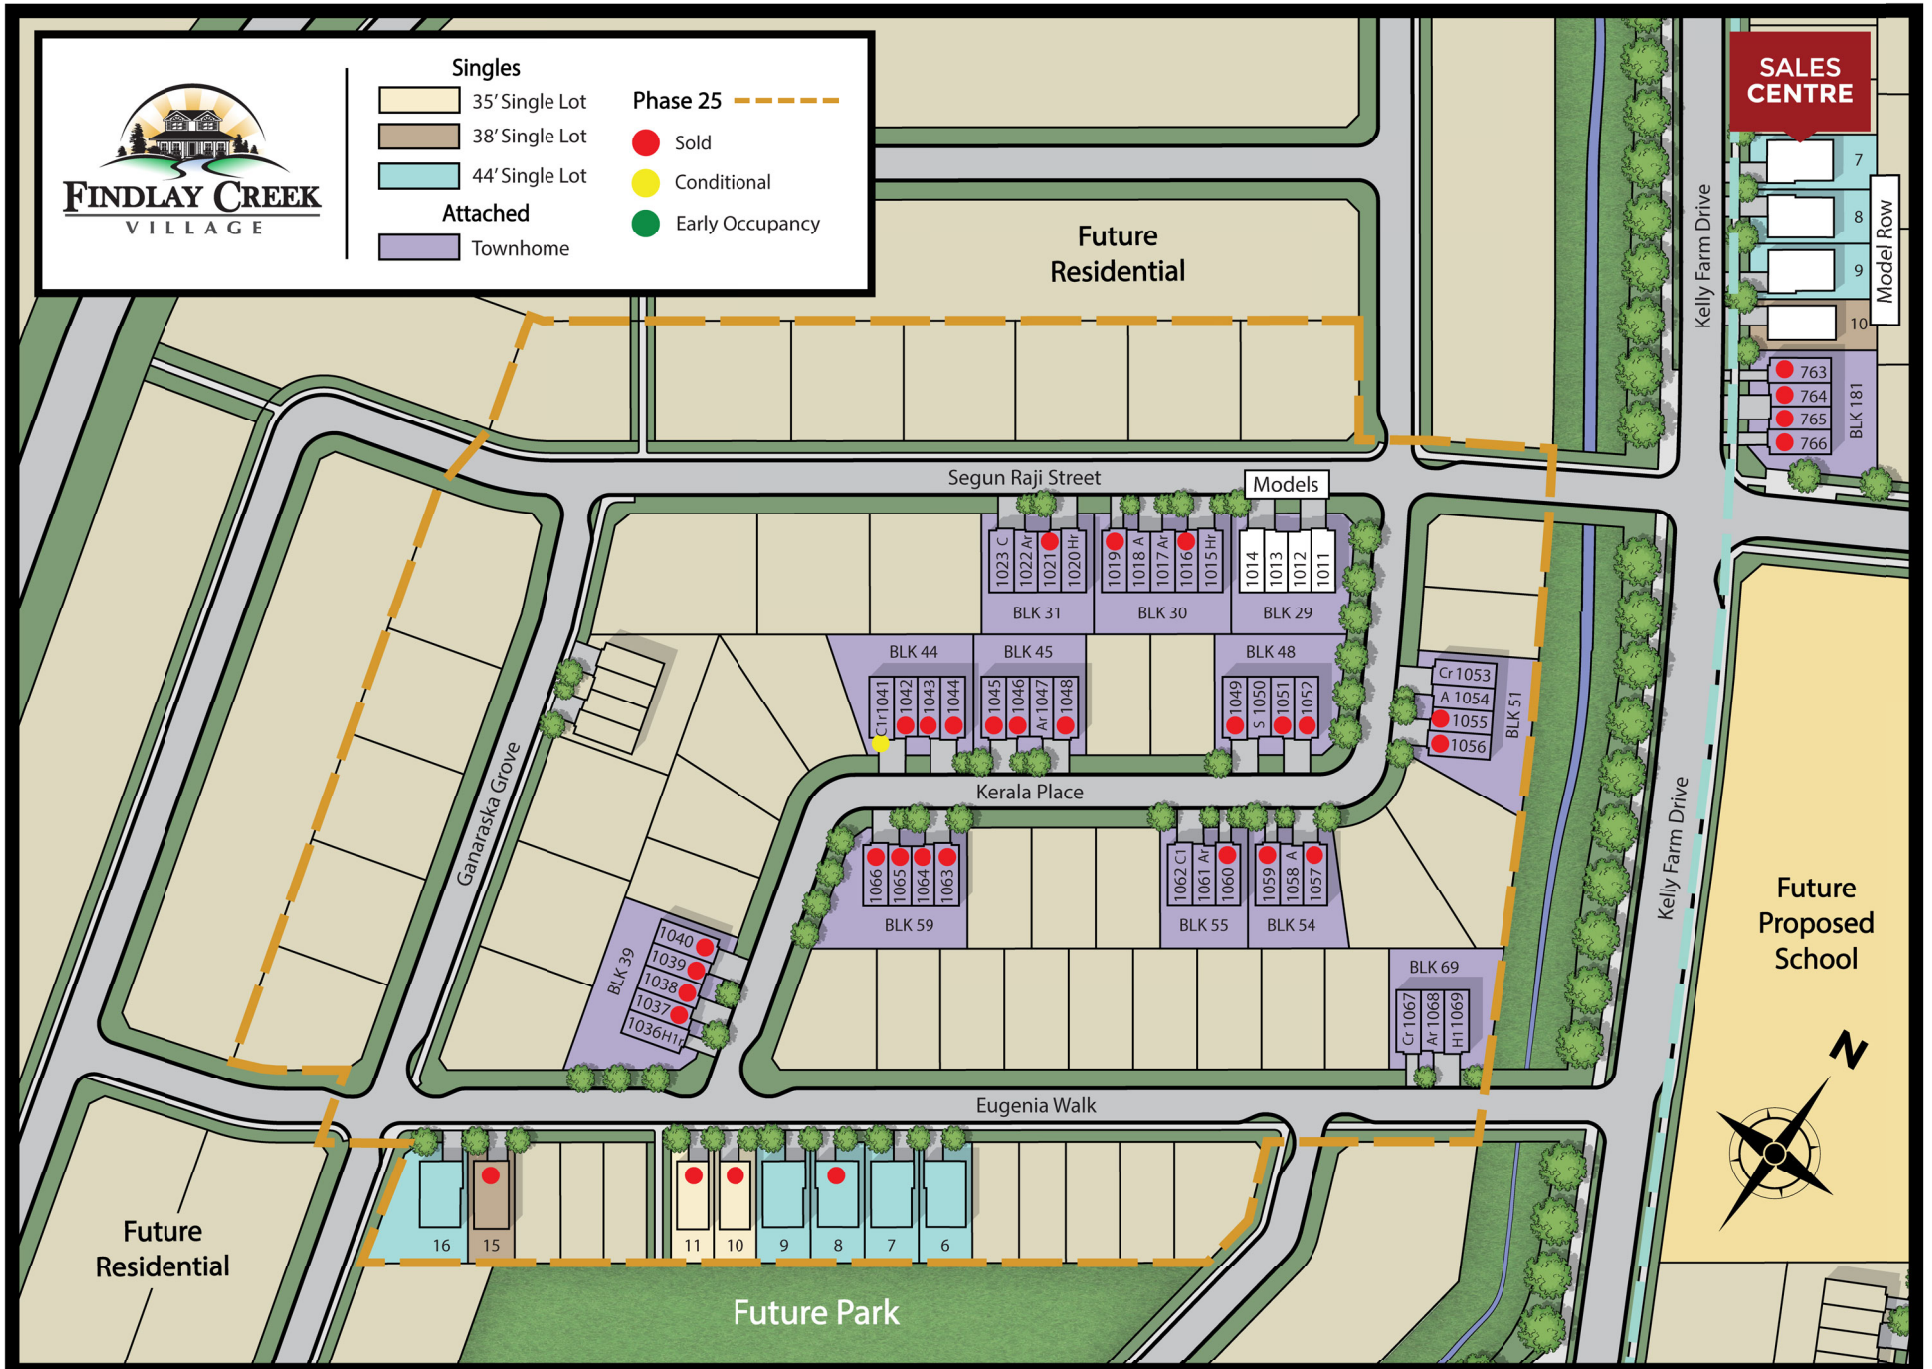 FINDLAY CREEK
VILLAGE
Singles
35' Single Lot
38' Single Lot
44' Single Lot
Attached
Townhome
Phase 25
Sold
Conditional
Early Occupancy
SALES
CENTRE
7
8
9
10
Model Row
Kelly Farm Drive
763
764
765
766
BLK 181
Future
Residential
Segun Raji Street
Models
1023 C
1022 Ar
1021
1020 Hr
BLK 31
1019
1018 A
1017 Ar
1016
1015 Hr
BLK 30
1014
1013
1012
1011
BLK 29
BLK 44
C1r 1041
1042
1043
1044
BLK 45
1045
1046
Ar 1047
1048
BLK 48
1049
S 1050
1051
1052
Cr 1053
A 1054
1055
1056
BLK 51
Ganaraska Grove
Kerala Place
Kelly Farm Drive
1066
1065
1064
1063
BLK 59
1062 C1
1061 Ar
1060
BLK 55
1059
1058 A
1057
BLK 54
BLK 39
1040
1039
1038
1037
1036H1r
BLK 69
Cr 1067
Ar 1068
H1 1069
Future
Proposed
School
N
Eugenia Walk
16
15
11
10
9
8
7
6
Future
Residential
Future Park